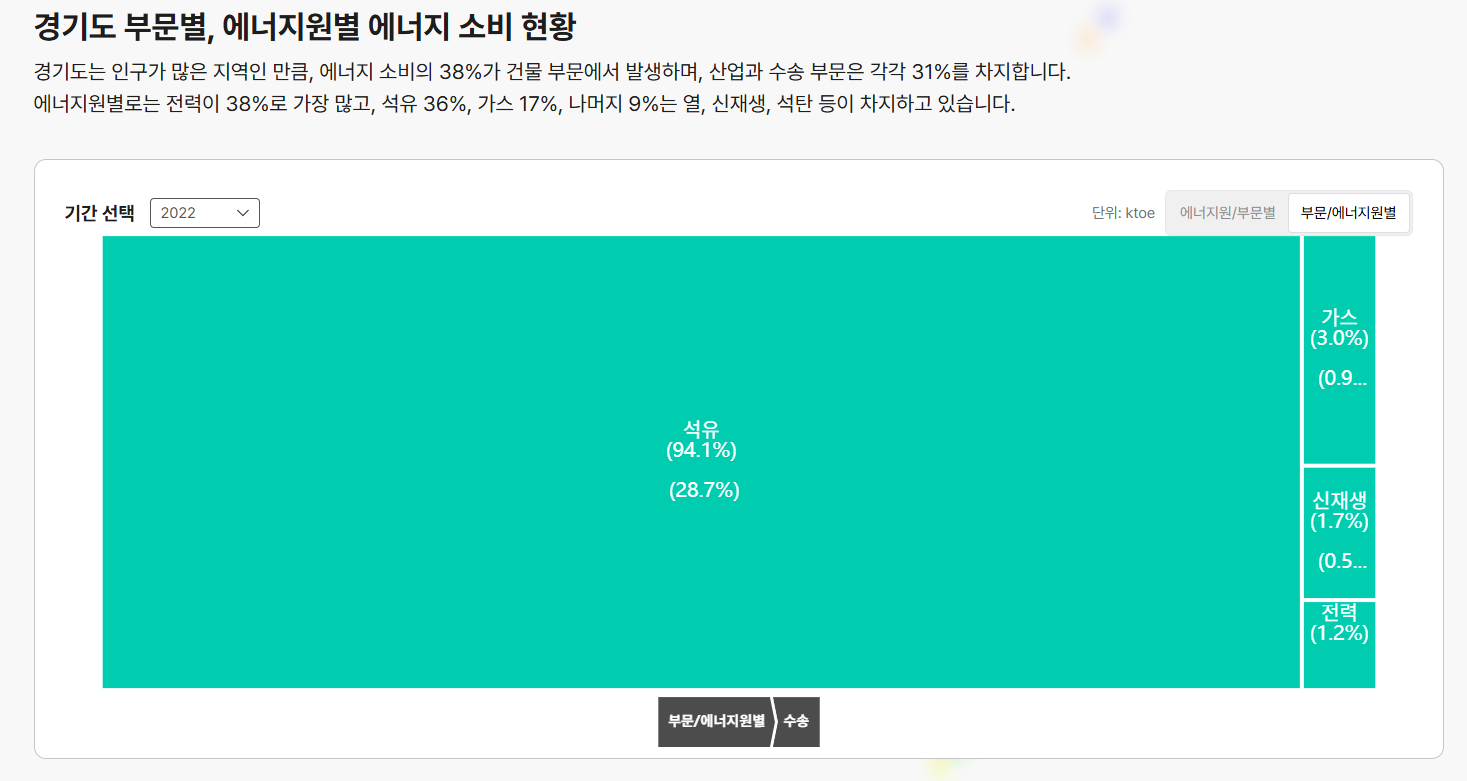 경기도 부문별, 에너지원별 에너지 소비 현황
경기도는 인구가 많은 지역인 만큼, 에너지 소비의 38%가 건물 부문에서 발생하며, 산업과 수송 부문은 각각 31%를 차지합니다.
에너지원별로는 전력이 38%로 가장 많고, 석유 36%, 가스 17%, 나머지 9%는 열, 신재생, 석탄 등이 차지하고 있습니다.
기간 선택 2022 단위: ktoe 에너지원/부문별 부문/에너지원별
석유
(94.1%)
(28.7%)
가스
(3.0%)
(0.9...
신재생
(1.7%)
(0.5...
전력
(1.2%)
부문/에너지원별 수송